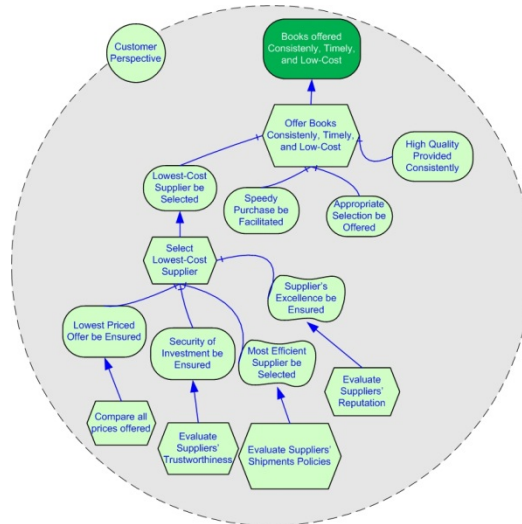 Customer
Perspective
Books offered
Consistenly, Timely,
and Low-Cost
Offer Books
Consistenly, Timely,
and Low-Cost
High Quality
Provided
Consistently
Lowest-Cost
Supplier be
Selected
Speedy
Purchase be
Facilitated
Appropriate
Selection be
Offered
Select
Lowest-Cost
Supplier
Supplier's
Excellence be
Ensured
Lowest Priced
Offer be Ensured
Security of
Investment be
Ensured
Most Efficient
Supplier be
Selected
Evaluate
Suppliers'
Reputation
Compare all
prices offered
Evaluate
Suppliers'
Trustworthiness
Evaluate Suppliers'
Shipments Policies